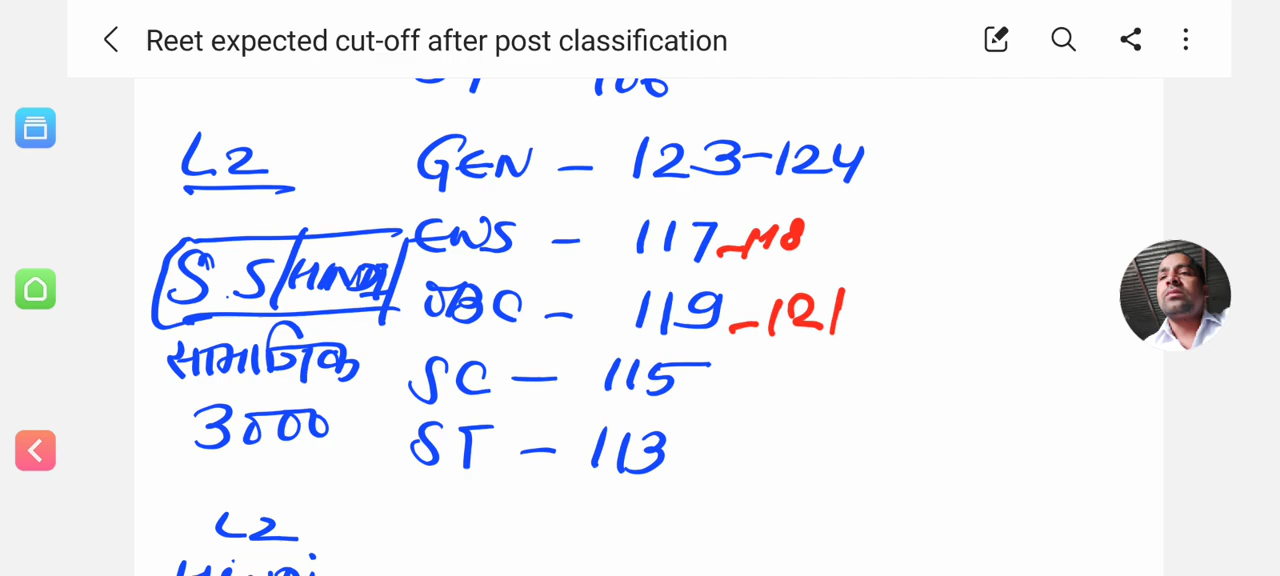 Reet expected cut-off after post classification
L2 GEN - 123-124
EWS - 117-118
S.S/HINDI OBC - 119-121
सामाजिक SC - 115
3000 ST - 113
L2
Hindi